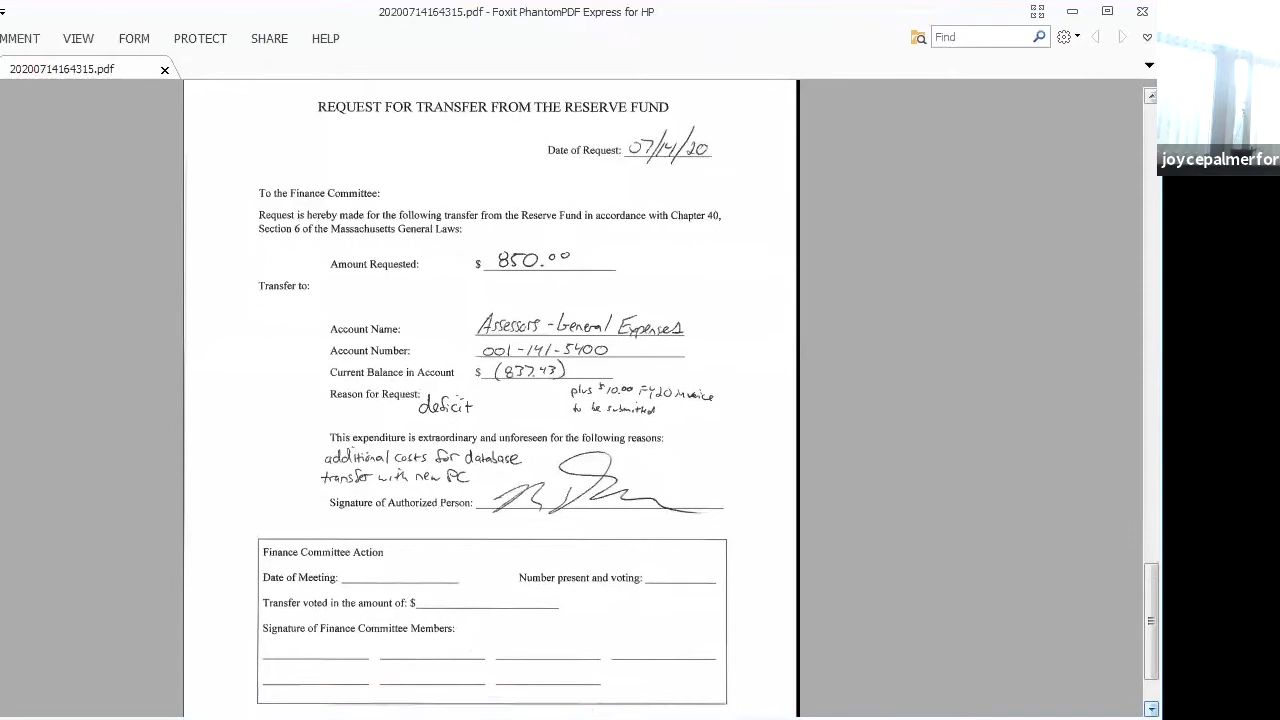 20200714164315.pdf - Foxit PhantomPDF Express for HP
MMENT VIEW FORM PROTECT SHARE HELP
Find
20200714164315.pdf
joycepalmerfor
REQUEST FOR TRANSFER FROM THE RESERVE FUND
Date of Request: 07/14/20
To the Finance Committee:
Request is hereby made for the following transfer from the Reserve Fund in accordance with Chapter 40,
Section 6 of the Massachusetts General Laws:
Amount Requested: $ 850.00
Transfer to:
Account Name: Assessors - General Expenses
Account Number: 001-141-5400
Current Balance in Account $ (837.43)
Reason for Request: deficit
plus $10.00 FY20 invoice
to be submitted
This expenditure is extraordinary and unforeseen for the following reasons:
additional costs for database
transfer with new PC
Signature of Authorized Person:
Finance Committee Action
Date of Meeting: Number present and voting:
Transfer voted in the amount of: $
Signature of Finance Committee Members: